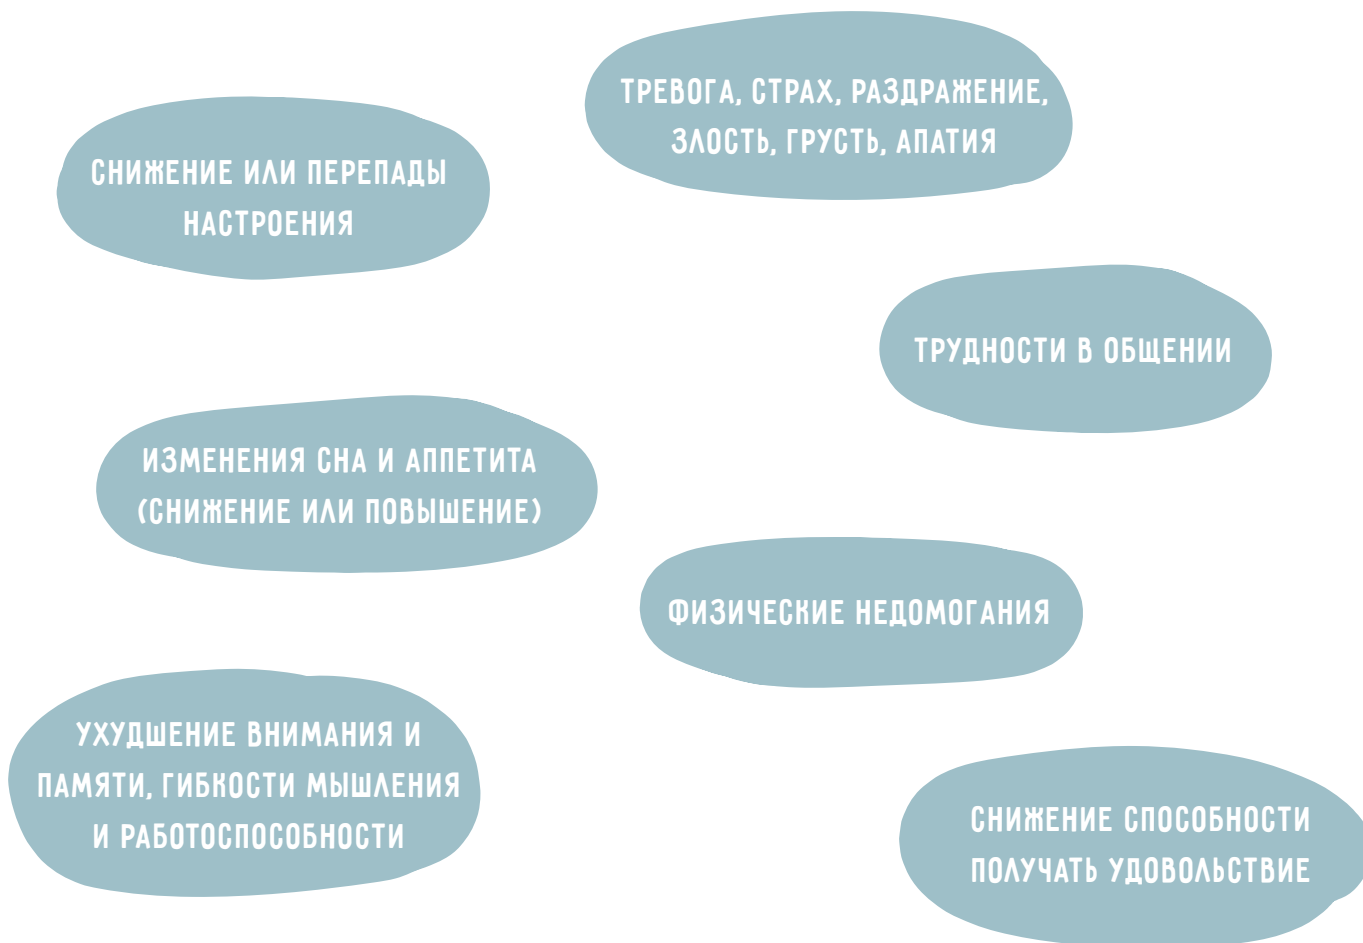 ТРЕВОГА, СТРАХ, РАЗДРАЖЕНИЕ,
ЗЛОСТЬ, ГРУСТЬ, АПАТИЯ
СНИЖЕНИЕ ИЛИ ПЕРЕПАДЫ
НАСТРОЕНИЯ
ТРУДНОСТИ В ОБЩЕНИИ
ИЗМЕНЕНИЯ СНА И АППЕТИТА
(СНИЖЕНИЕ ИЛИ ПОВЫШЕНИЕ)
ФИЗИЧЕСКИЕ НЕДОМОГАНИЯ
УХУДШЕНИЕ ВНИМАНИЯ И
ПАМЯТИ, ГИБКОСТИ МЫШЛЕНИЯ
И РАБОТОСПОСОБНОСТИ
СНИЖЕНИЕ СПОСОБНОСТИ
ПОЛУЧАТЬ УДОВОЛЬСТВИЕ